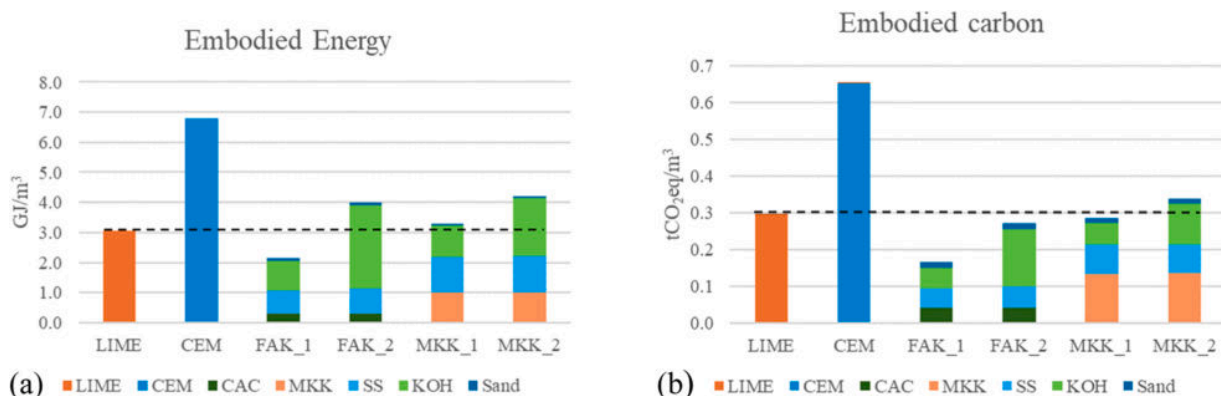 Embodied Energy
8.0
7.0
6.0
5.0
4.0
3.0
2.0
1.0
0.0
GJ/m³
LIME CEM FAK_1 FAK_2 MKK_1 MKK_2
(a) LIME CEM CAC MKK SS KOH Sand
Embodied carbon
0.7
0.6
0.5
0.4
0.3
0.2
0.1
0.0
tCO₂eq/m³
LIME CEM FAK_1 FAK_2 MKK_1 MKK_2
(b) LIME CEM CAC MKK SS KOH Sand